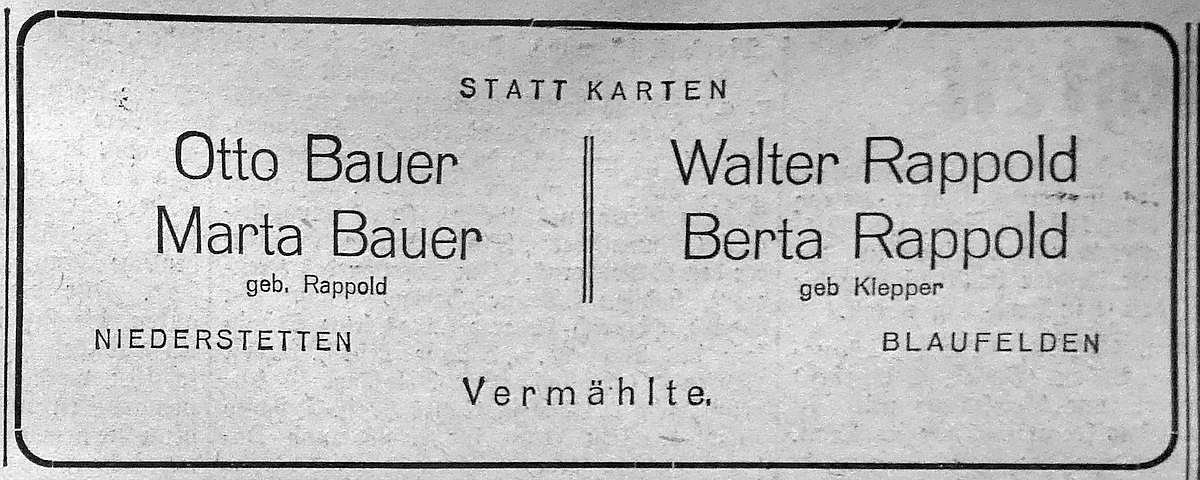 STATT KARTEN
Otto Bauer
Marta Bauer
geb. Rappold
NIEDERSTETTEN
Walter Rappold
Berta Rappold
geb Klepper
BLAUFELDEN
Vermählte.